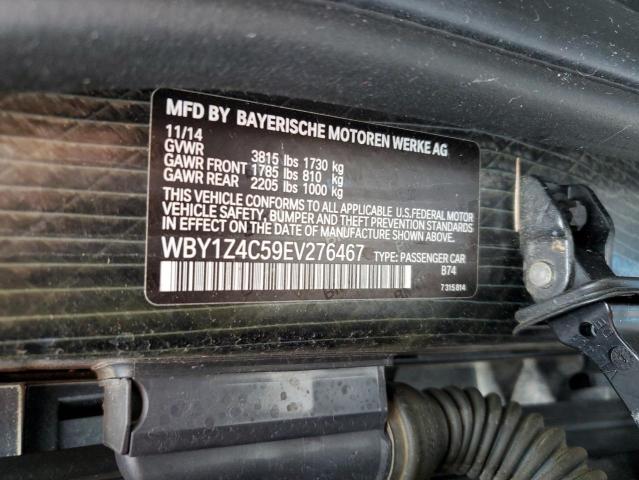 MFD BY BAYERISCHE MOTOREN WERKE AG
11/14
GVWR 3815 lbs 1730 kg
GAWR FRONT 1785 lbs 810 kg
GAWR REAR 2205 lbs 1000 kg
THIS VEHICLE CONFORMS TO ALL APPLICABLE U.S.FEDERAL MOTOR
VEHICLE SAFETY, BUMPER, AND THEFT PREVENTION STANDARDS
IN EFFECT ON THE DATE OF MANUFACTURE SHOWN ABOVE.
WBY1Z4C59EV276467 TYPE: PASSENGER CAR
B74
7315814